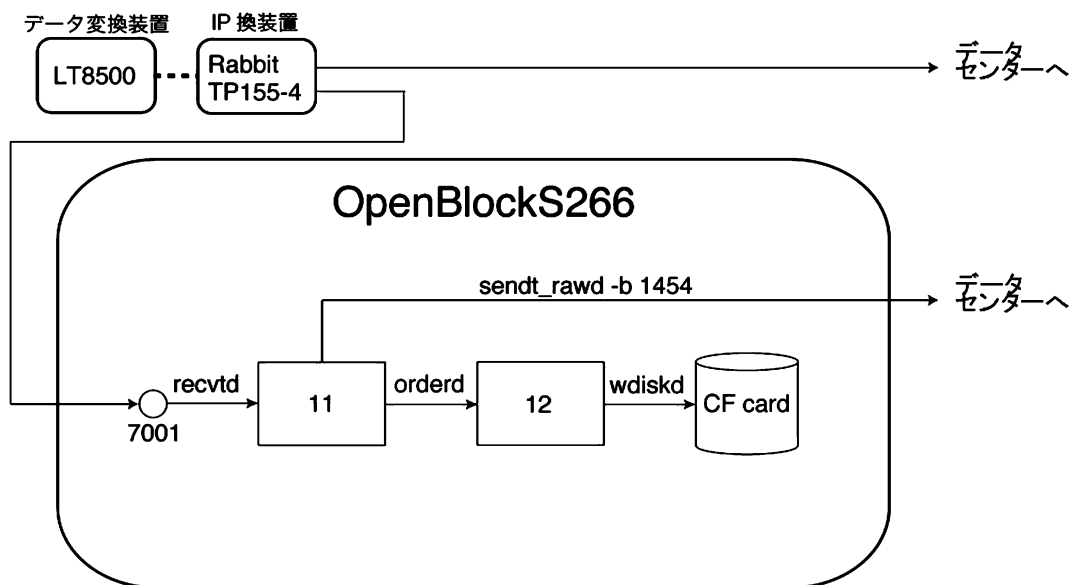 データ変換装置
IP 換装置
LT8500
Rabbit
TP155-4
データ
センターへ
OpenBlockS266
sendt_rawd -b 1454
データ
センターへ
recvtd
11
orderd
12
wdiskd
CF card
7001